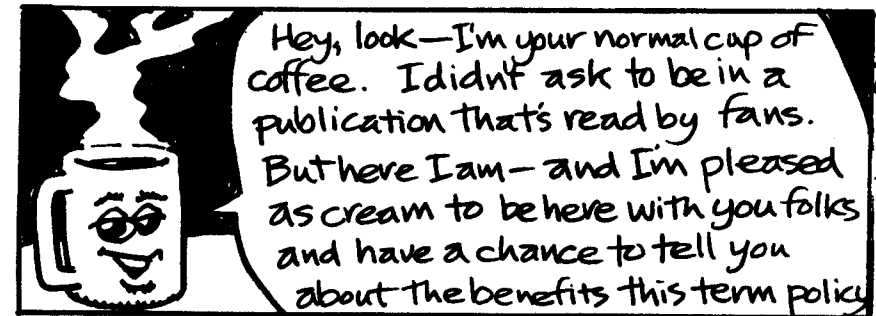 Hey, look—I'm your normal cup of
coffee. I didn't ask to be in a
publication that's read by fans.
But here I am—and I'm pleased
as cream to be here with you folks
and have a chance to tell you
about the benefits this term policy